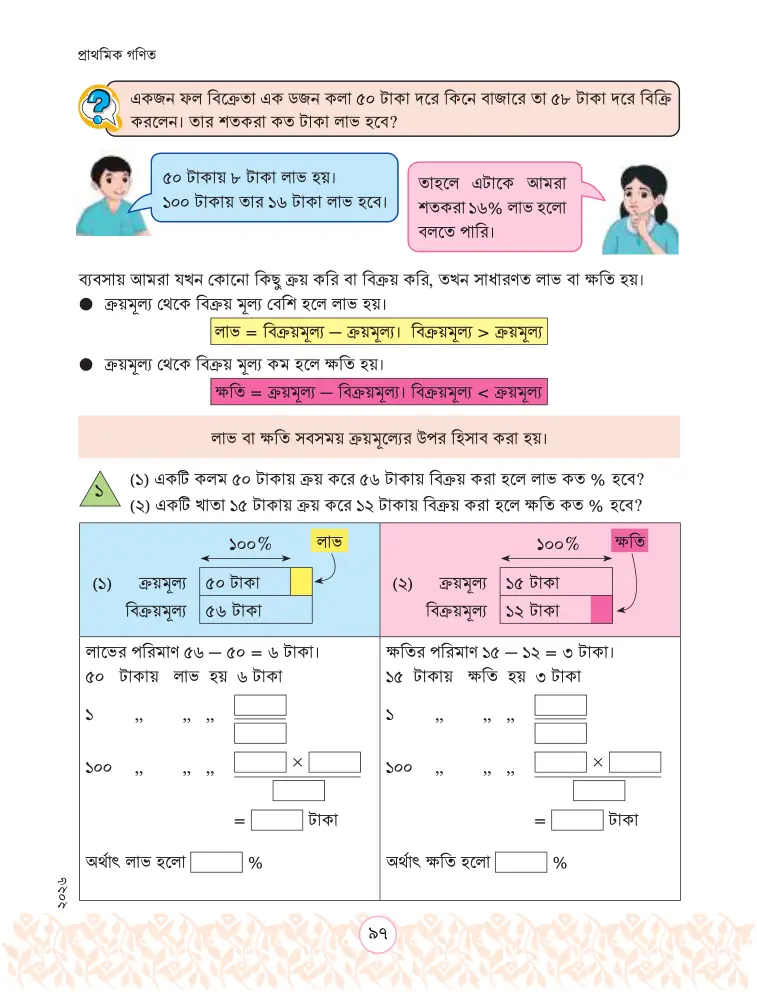 প্রাথমিক গণিত
একজন ফল বিক্রেতা এক ডজন কলা ৫০ টাকা দরে কিনে বাজারে তা ৫৮ টাকা দরে বিক্রি
করলেন। তার শতকরা কত টাকা লাভ হবে?
৫০ টাকায় ৮ টাকা লাভ হয়।
১০০ টাকায় তার ১৬ টাকা লাভ হবে।
তাহলে এটাকে আমরা
শতকরা ১৬% লাভ হলো
বলতে পারি।
ব্যবসায় আমরা যখন কোনো কিছু ক্রয় করি বা বিক্রয় করি, তখন সাধারণত লাভ বা ক্ষতি হয়।
● ক্রয়মূল্য থেকে বিক্রয় মূল্য বেশি হলে লাভ হয়।
লাভ = বিক্রয়মূল্য – ক্রয়মূল্য। বিক্রয়মূল্য > ক্রয়মূল্য
● ক্রয়মূল্য থেকে বিক্রয় মূল্য কম হলে ক্ষতি হয়।
ক্ষতি = ক্রয়মূল্য – বিক্রয়মূল্য। বিক্রয়মূল্য < ক্রয়মূল্য
লাভ বা ক্ষতি সবসময় ক্রয়মূল্যের উপর হিসাব করা হয়।
১
(১) একটি কলম ৫০ টাকায় ক্রয় করে ৫৬ টাকায় বিক্রয় করা হলে লাভ কত % হবে?
(২) একটি খাতা ১৫ টাকায় ক্রয় করে ১২ টাকায় বিক্রয় করা হলে ক্ষতি কত % হবে?
১০০% লাভ
(১) ক্রয়মূল্য ৫০ টাকা
বিক্রয়মূল্য ৫৬ টাকা
লাভের পরিমাণ ৫৬ – ৫০ = ৬ টাকা।
৫০ টাকায় লাভ হয় ৬ টাকা
১ ,, ,, ,,
১০০ ,, ,, ,, ×
= টাকা
অর্থাৎ লাভ হলো %
১০০% ক্ষতি
(২) ক্রয়মূল্য ১৫ টাকা
বিক্রয়মূল্য ১২ টাকা
ক্ষতির পরিমাণ ১৫ – ১২ = ৩ টাকা।
১৫ টাকায় ক্ষতি হয় ৩ টাকা
১ ,, ,, ,,
১০০ ,, ,, ,, ×
= টাকা
অর্থাৎ ক্ষতি হলো %
২০২৬
৯৭